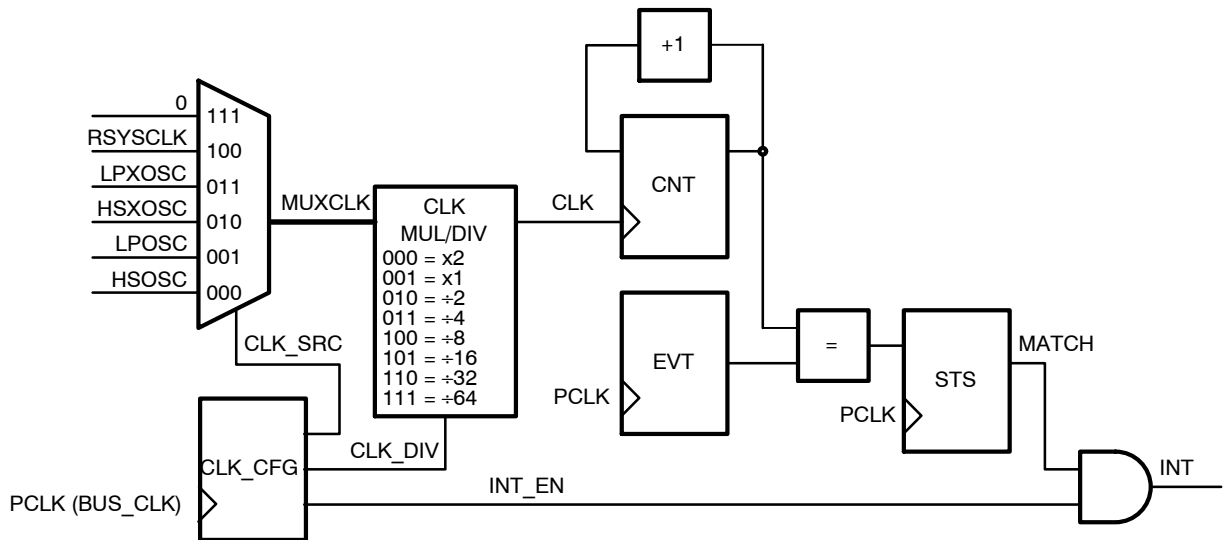 +1
0
111
RSYSCLK
100
LPXOSC
011
HSXOSC
010
LPOSC
001
HSOSC
000
MUXCLK
CLK
MUL/DIV
000 = x2
001 = x1
010 = ÷2
011 = ÷4
100 = ÷8
101 = ÷16
110 = ÷32
111 = ÷64
CLK
CNT
CLK_SRC
EVT
PCLK
=
STS
PCLK
MATCH
CLK_CFG
CLK_DIV
PCLK (BUS_CLK)
INT_EN
INT